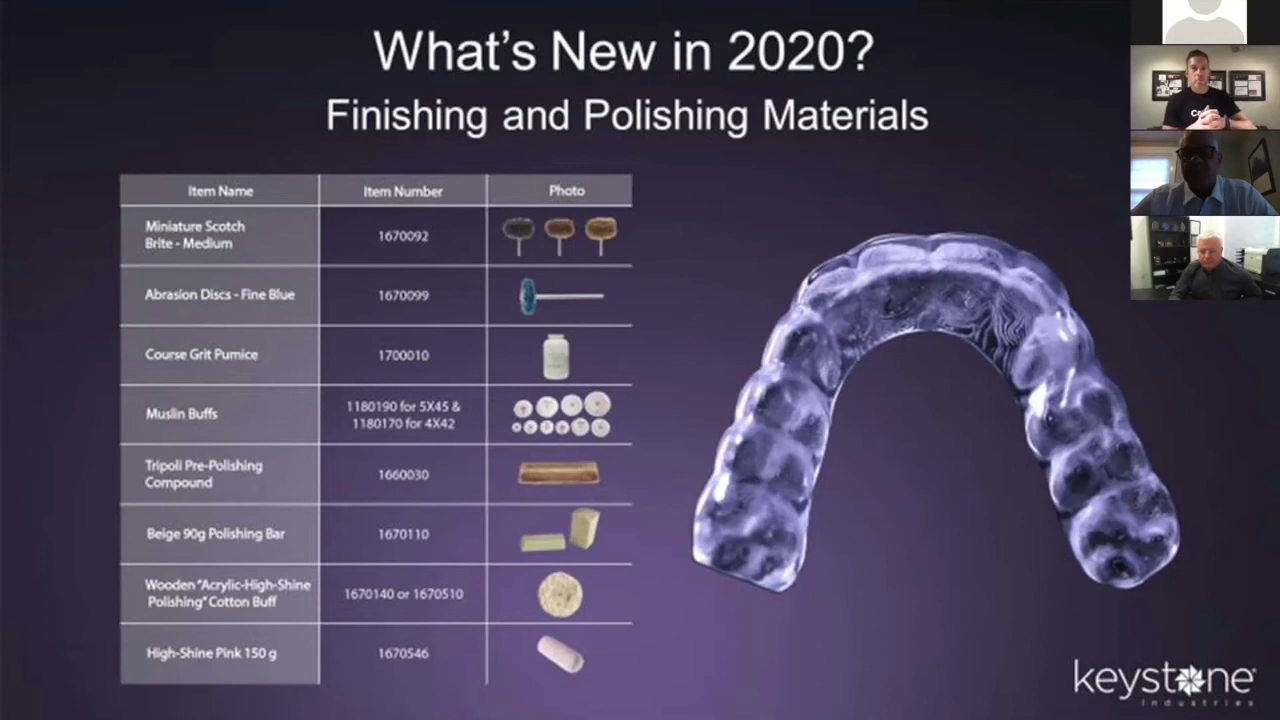 What's New in 2020?
Finishing and Polishing Materials
Item Name
Item Number
Photo
Miniature Scotch
Brite - Medium
1670092
Abrasion Discs - Fine Blue
1670099
Course Grit Pumice
1700010
Muslin Buffs
1180190 for 5X45 &
1180170 for 4X42
Tripoli Pre-Polishing
Compound
1660030
Beige 90g Polishing Bar
1670110
Wooden "Acrylic-High-Shine
Polishing" Cotton Buff
1670140 or 1670510
High-Shine Pink 150 g
1670546
keystone
industries